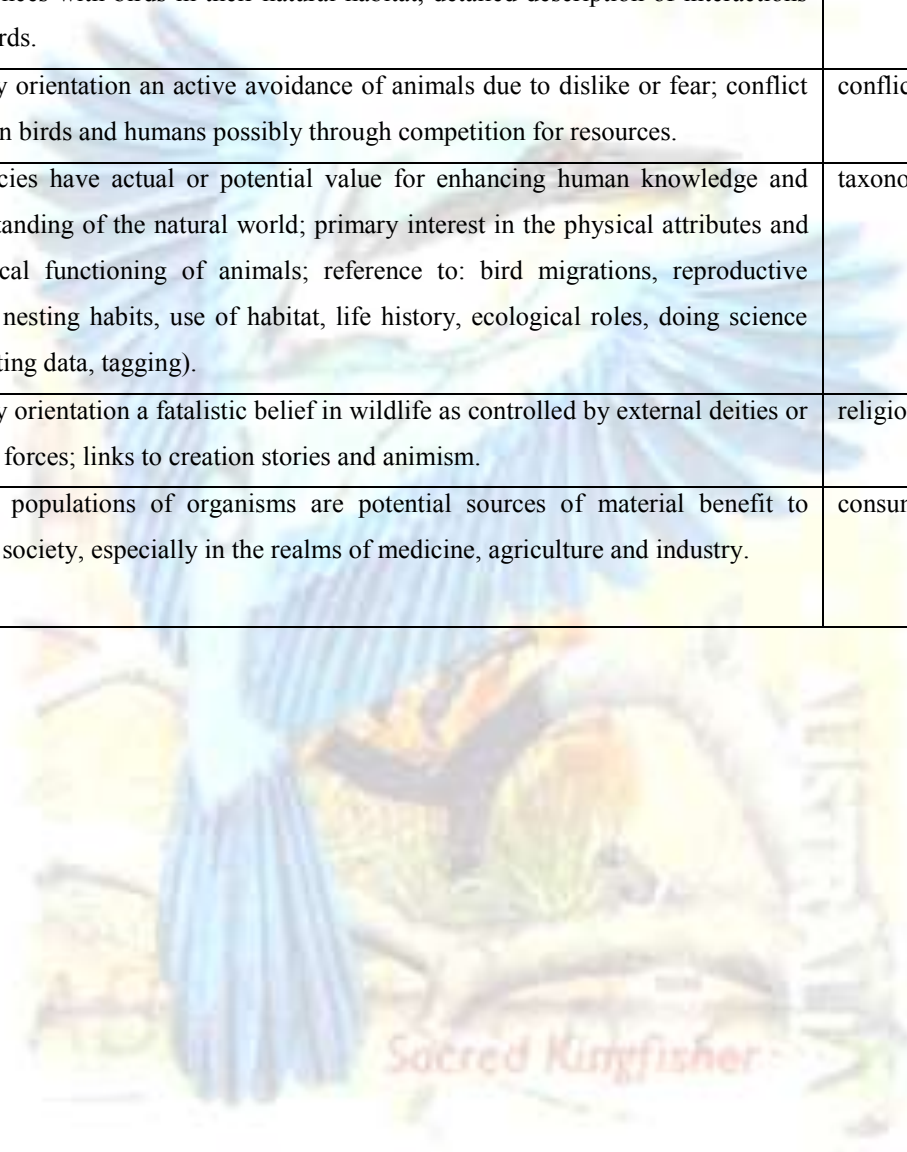 rds.
y orientation an active avoidance of animals due to dislike or fear; conflict
conflic
n birds and humans possibly through competition for resources.
cies have actual or potential value for enhancing human knowledge and
taxono
tanding of the natural world; primary interest in the physical attributes and
cal functioning of animals; reference to: bird migrations, reproductive
nesting habits, use of habitat, life history, ecological roles, doing science
ting data, tagging).
y orientation a fatalistic belief in wildlife as controlled by external deities or
religio
forces; links to creation stories and animism.
populations of organisms are potential sources of material benefit to
consum
society, especially in the realms of medicine, agriculture and industry.
Sacred Kingfisher
AUSTRALIA